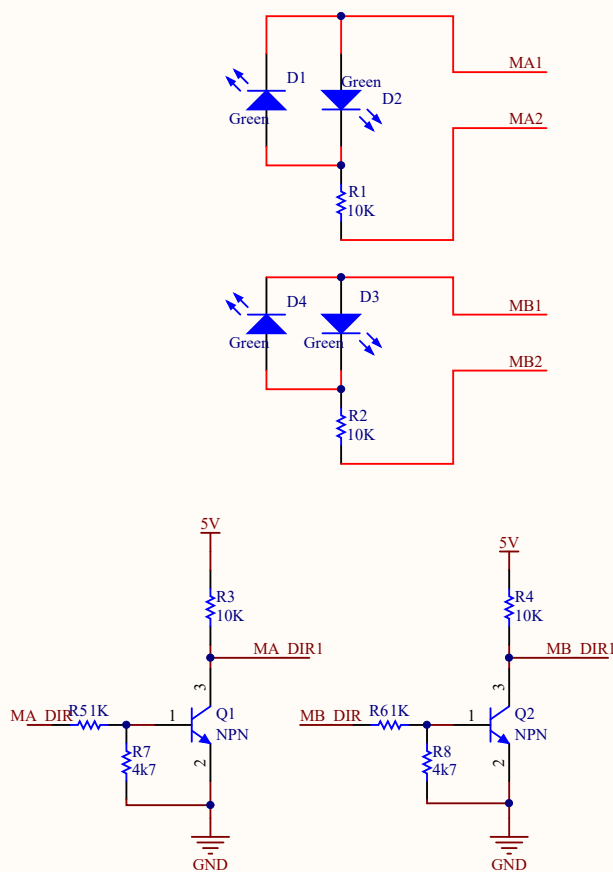 MA1
D1
Green
Green
D2
MA2
R1
10K
D4
Green
D3
Green
MB1
MB2
R2
10K
5V
R3
10K
MA_DIR1
MA_DIR
R5
1K
R7
4k7
1
3
2
Q1
NPN
GND
5V
R4
10K
MB_DIR1
MB_DIR
R6
1K
R8
4k7
1
3
2
Q2
NPN
GND